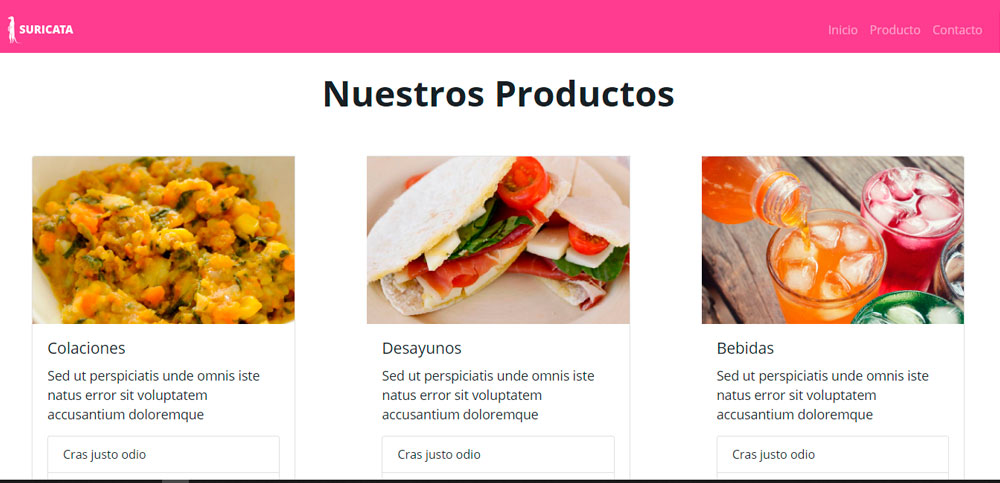 SURICATA
Inicio Producto Contacto
Nuestros Productos
Colaciones
Sed ut perspiciatis unde omnis iste
natus error sit voluptatem
accusantium doloremque
Cras justo odio
Desayunos
Sed ut perspiciatis unde omnis iste
natus error sit voluptatem
accusantium doloremque
Cras justo odio
Bebidas
Sed ut perspiciatis unde omnis iste
natus error sit voluptatem
accusantium doloremque
Cras justo odio